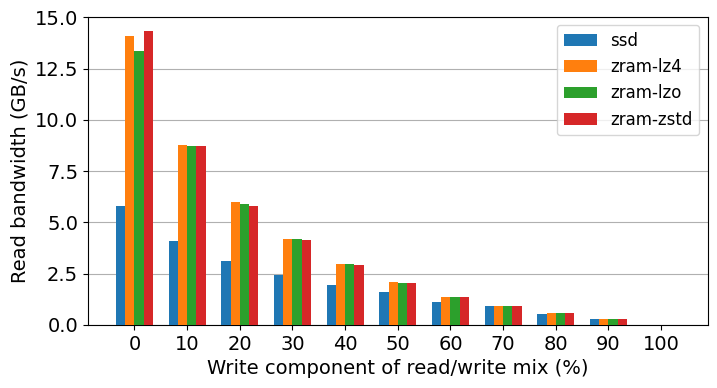 15.0
12.5
10.0
7.5
5.0
2.5
0.0
Read bandwidth (GB/s)
ssd
zram-lz4
zram-lzo
zram-zstd
0 10 20 30 40 50 60 70 80 90 100
Write component of read/write mix (%)